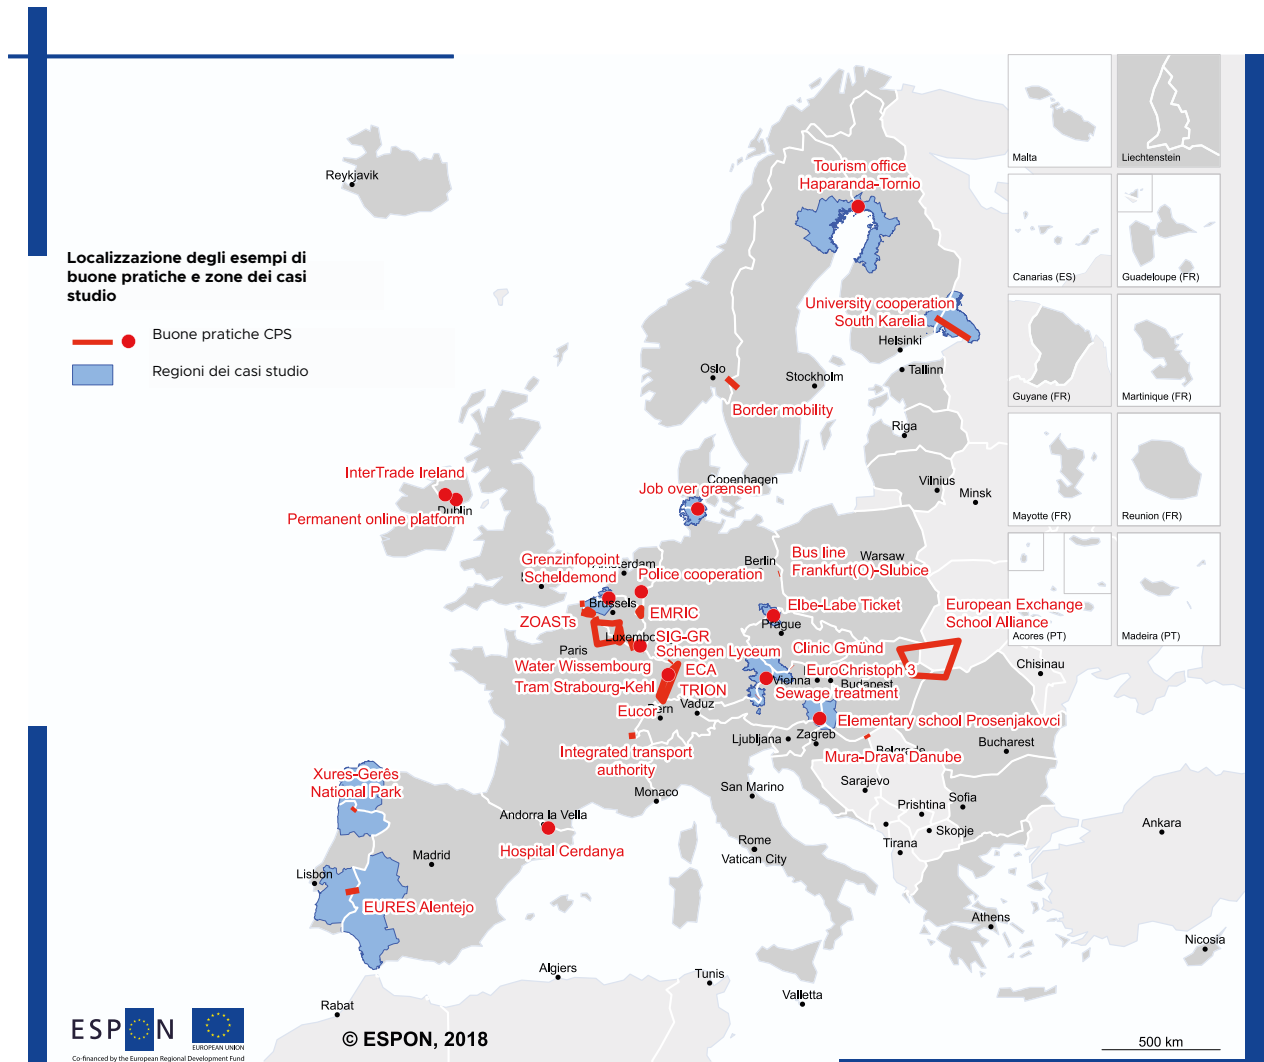 Malta
Liechtenstein
Tourism office
Haparanda-Tornio
Reykjavik
Canarias (ES)
Guadeloupe (FR)
Localizzazione degli esempi di
buone pratiche e zone dei casi
studio
Buone pratiche CPS
Regioni dei casi studio
University cooperation
South Karelia
Helsinki
Tallinn
Oslo
Stockholm
Border mobility
Guyane (FR)
Martinique (FR)
Riga
InterTrade Ireland
Copenhagen
Job over grænsen
Vilnius
Minsk
Dublin
Permanent online platform
Mayotte (FR)
Reunion (FR)
Grenzinfopoint
Scheldemond
Police cooperation
Berlin
Bus line
Frankfurt(O)-Slubice
Warsaw
Brussels
ZOASTs
EMRIC
Elbe-Labe Ticket
Prague
European Exchange
School Alliance
Acores (PT)
Madeira (PT)
Paris
SIG-GR
Schengen Lyceum
Clinic Gmünd
Chisinau
Water Wissembourg
ECA
EuroChristoph 3
Vienna
Budapest
Tram Strabourg-Kehl
TRION
Sewage treatment
Eucor
Bern
Vaduz
Elementary school Prosenjakovci
Ljubljana
Zagreb
Bucharest
Integrated transport
authority
Mura-Drava Danube
Belgrade
Xures-Gerês
National Park
Monaco
San Marino
Sarajevo
Prishtina
Sofia
Andorra la Vella
Skopje
Ankara
Hospital Cerdanya
Rome
Vatican City
Tirana
Madrid
Lisbon
EURES Alentejo
Athens
Nicosia
Algiers
Tunis
Valletta
Rabat
ESPON
EUROPEAN UNION
Co-financed by the European Regional Development Fund
© ESPON, 2018
500 km